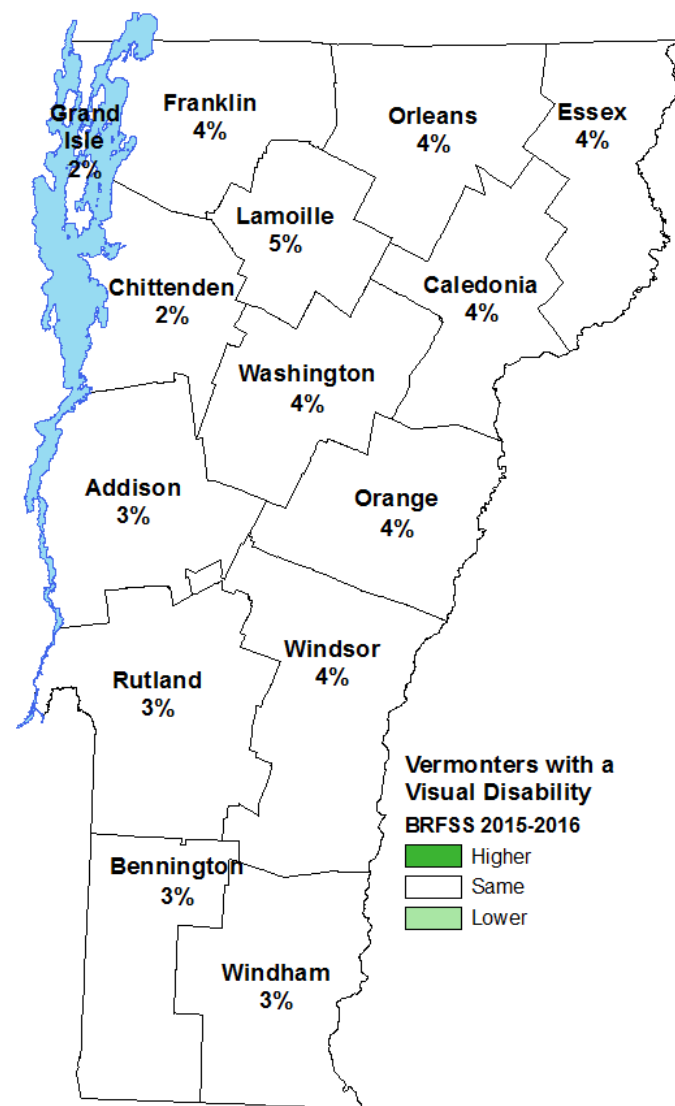 Grand
Isle
2%
Franklin
4%
Orleans
4%
Essex
4%
Lamoille
5%
Chittenden
2%
Caledonia
4%
Washington
4%
Addison
3%
Orange
4%
Windsor
4%
Rutland
3%
Vermonters with a
Visual Disability
BRFSS 2015-2016
Higher
Same
Lower
Bennington
3%
Windham
3%